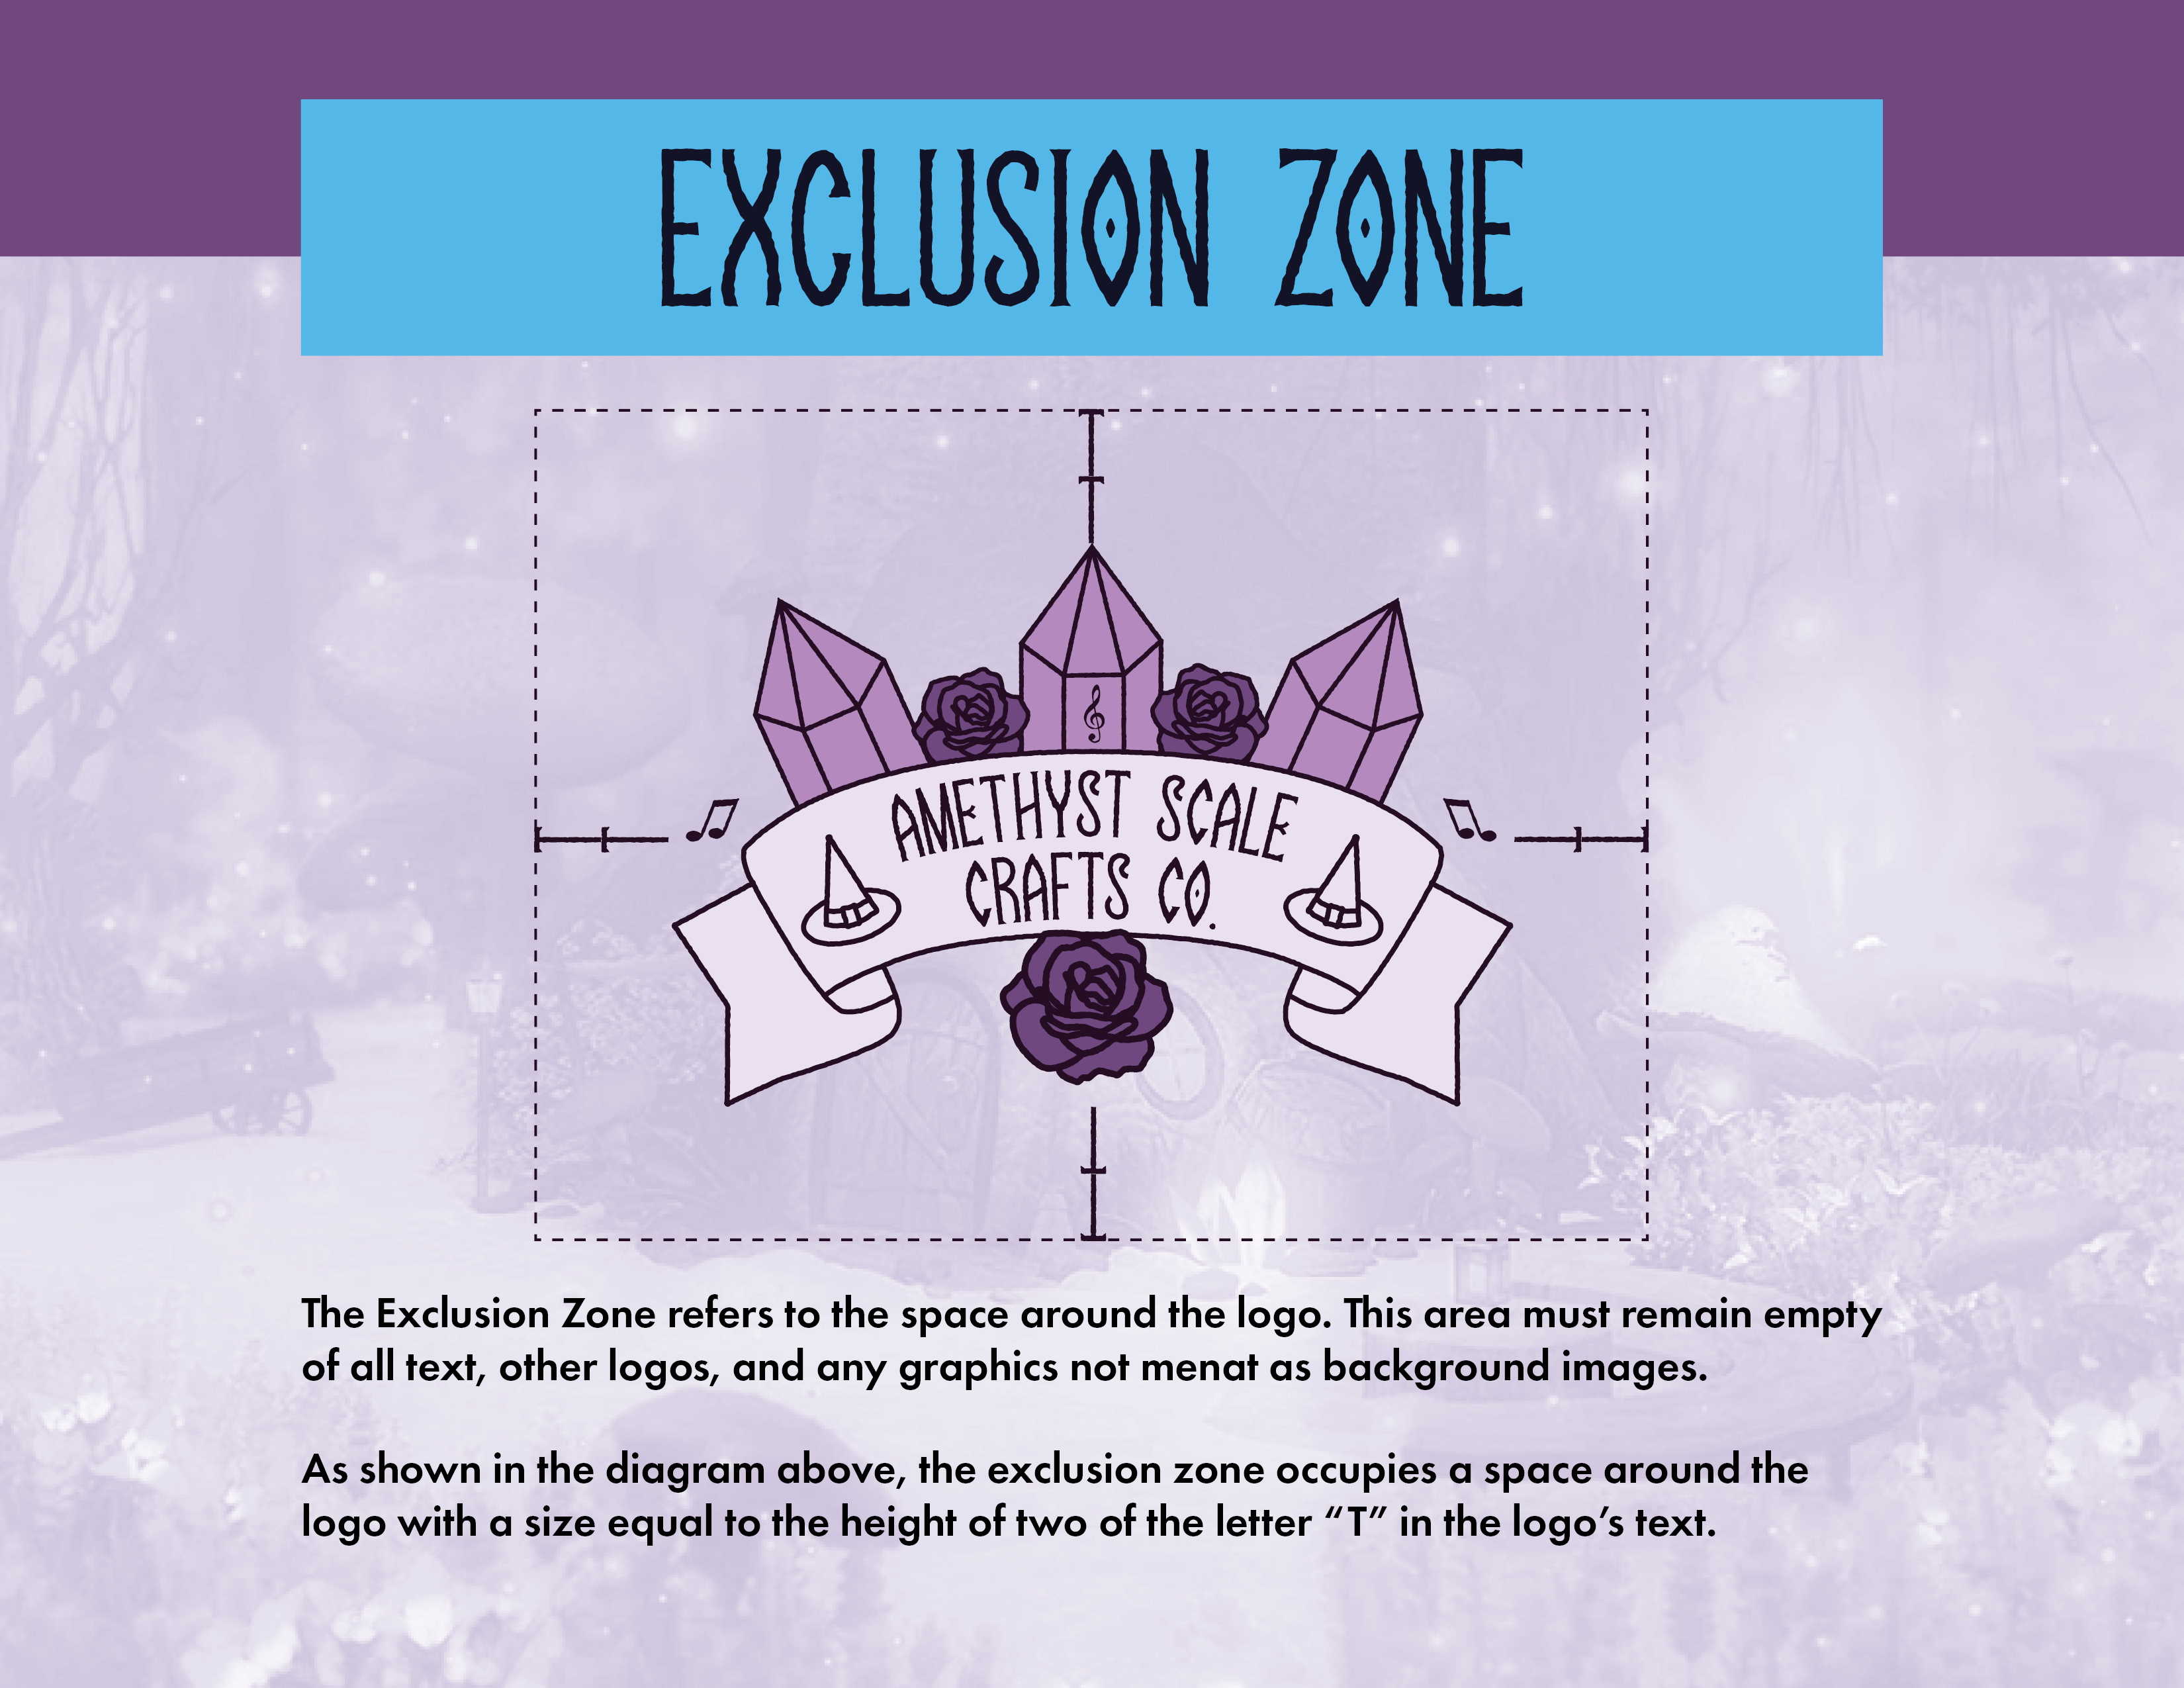 EXCLUSION ZONE
AMETHYST SCALE
CRAFTS CO.
The Exclusion Zone refers to the space around the logo. This area must remain empty
of all text, other logos, and any graphics not menat as background images.
As shown in the diagram above, the exclusion zone occupies a space around the
logo with a size equal to the height of two of the letter “T” in the logo’s text.